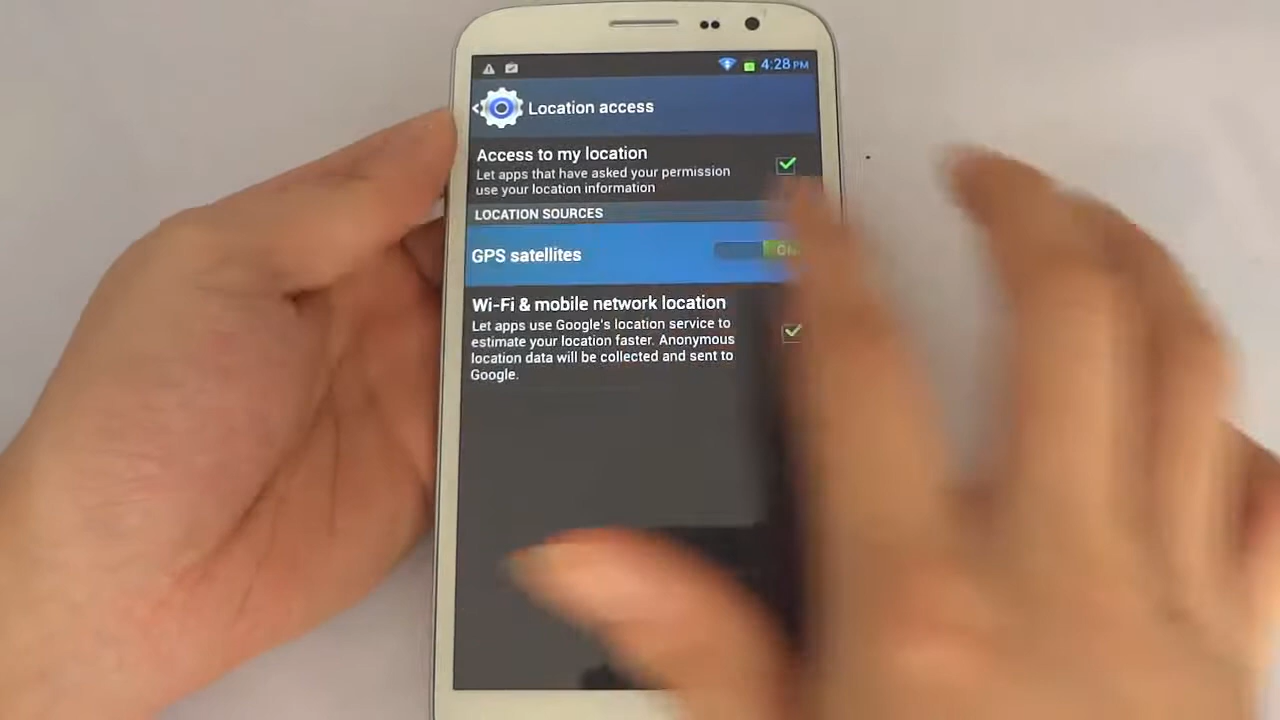 4:28 PM
Location access
Access to my location
Let apps that have asked your permission
use your location information
LOCATION SOURCES
GPS satellites
Wi-Fi & mobile network location
Let apps use Google's location service to
estimate your location faster. Anonymous
location data will be collected and sent to
Google.